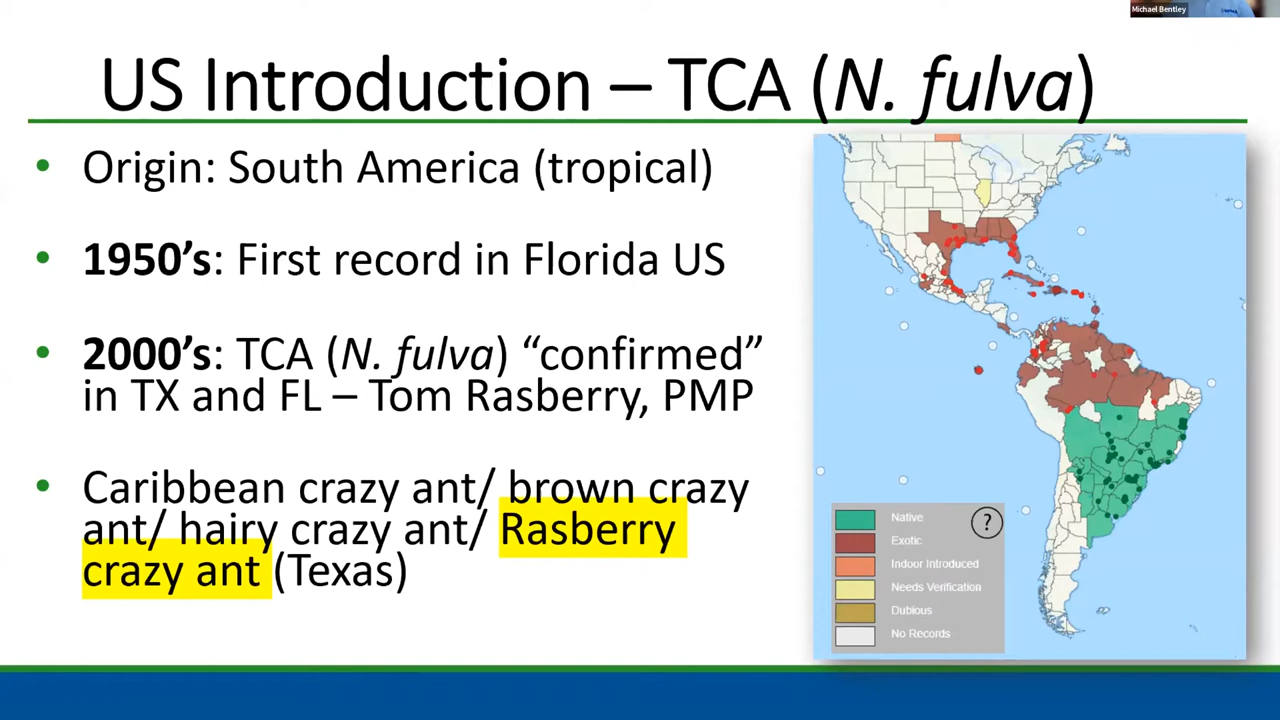 Michael Bentley
US Introduction – TCA (N. fulva)
• Origin: South America (tropical)
• 1950’s: First record in Florida US
• 2000’s: TCA (N. fulva) “confirmed”
in TX and FL – Tom Rasberry, PMP
• Caribbean crazy ant/ brown crazy
ant/ hairy crazy ant/ Rasberry
crazy ant (Texas)
Native
?
Exotic
Indoor Introduced
Needs Verification
Dubious
No Records